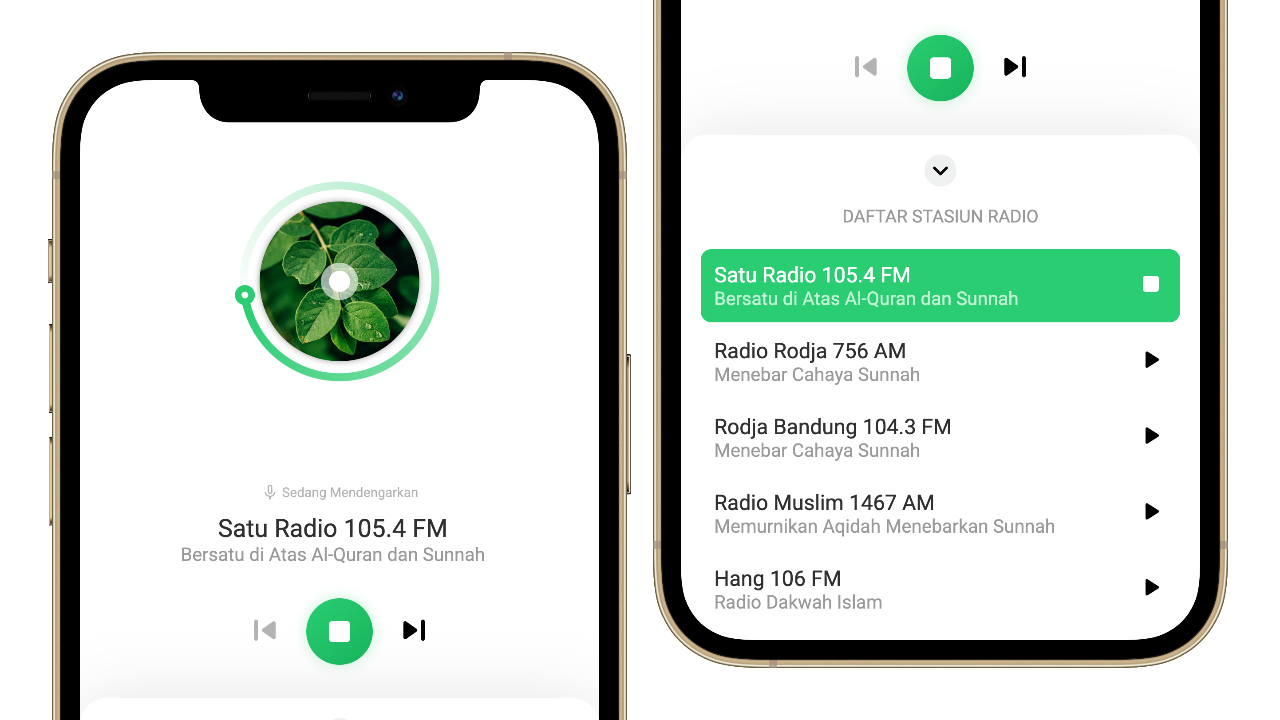 Sedang Mendengarkan
Satu Radio 105.4 FM
Bersatu di Atas Al-Quran dan Sunnah
DAFTAR STASIUN RADIO
Satu Radio 105.4 FM
Bersatu di Atas Al-Quran dan Sunnah
Radio Rodja 756 AM
Menebar Cahaya Sunnah
Rodja Bandung 104.3 FM
Menebar Cahaya Sunnah
Radio Muslim 1467 AM
Memurnikan Aqidah Menebarkan Sunnah
Hang 106 FM
Radio Dakwah Islam